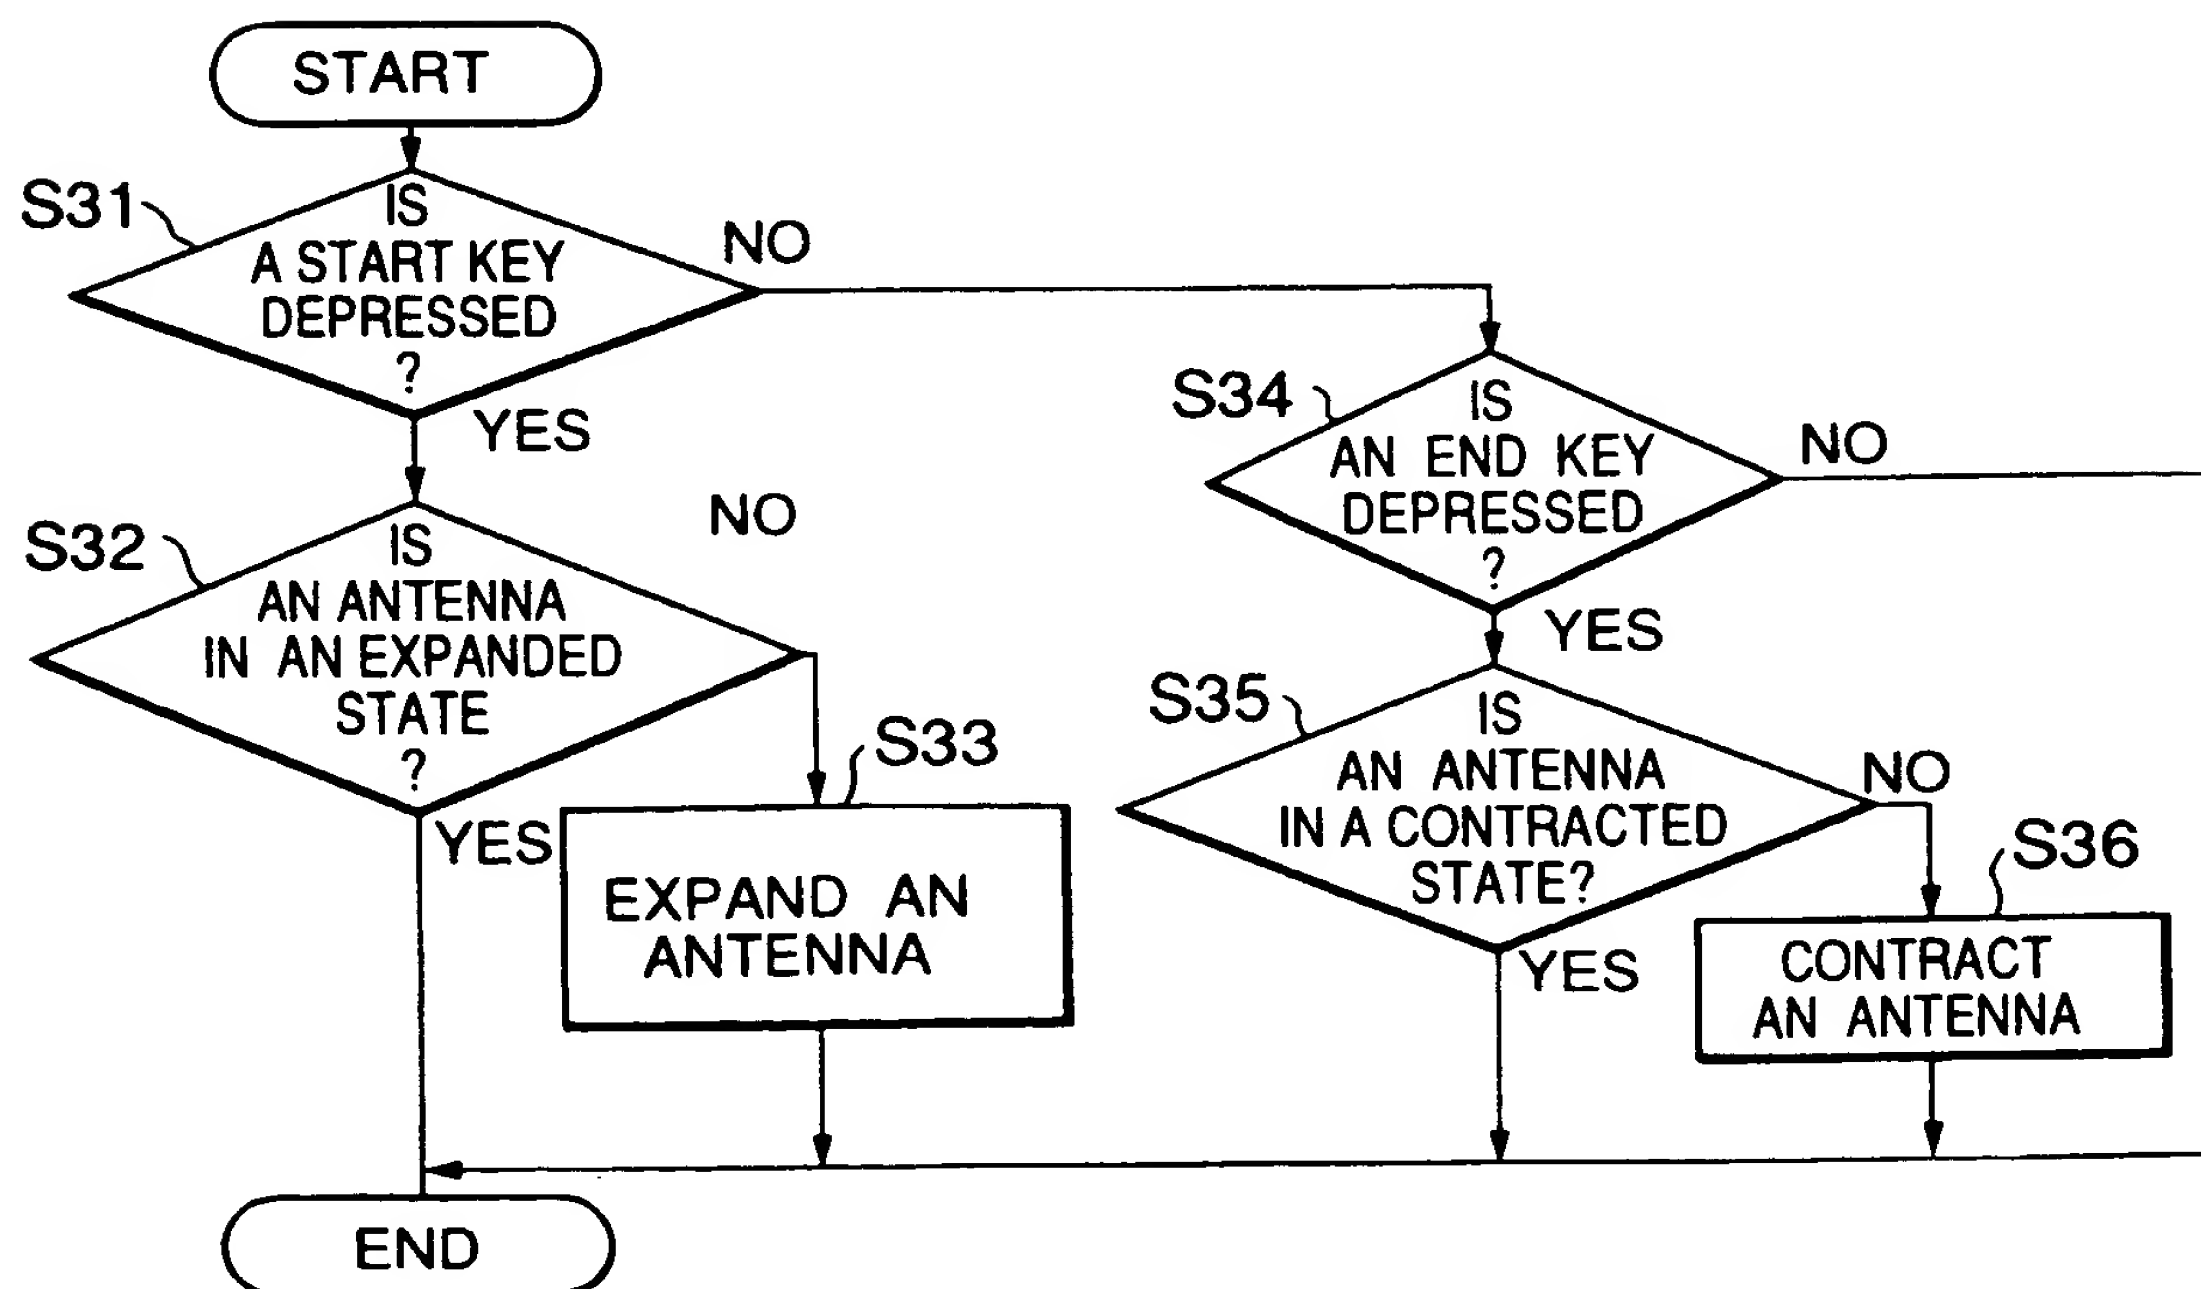 START
S31
IS
A START KEY
DEPRESSED
?
NO
YES
S32
IS
AN ANTENNA
IN AN EXPANDED
STATE
?
NO
YES
S33
EXPAND AN
ANTENNA
S34
IS
AN END KEY
DEPRESSED
?
NO
YES
S35
IS
AN ANTENNA
IN A CONTRACTED
STATE?
NO
YES
S36
CONTRACT
AN ANTENNA
END